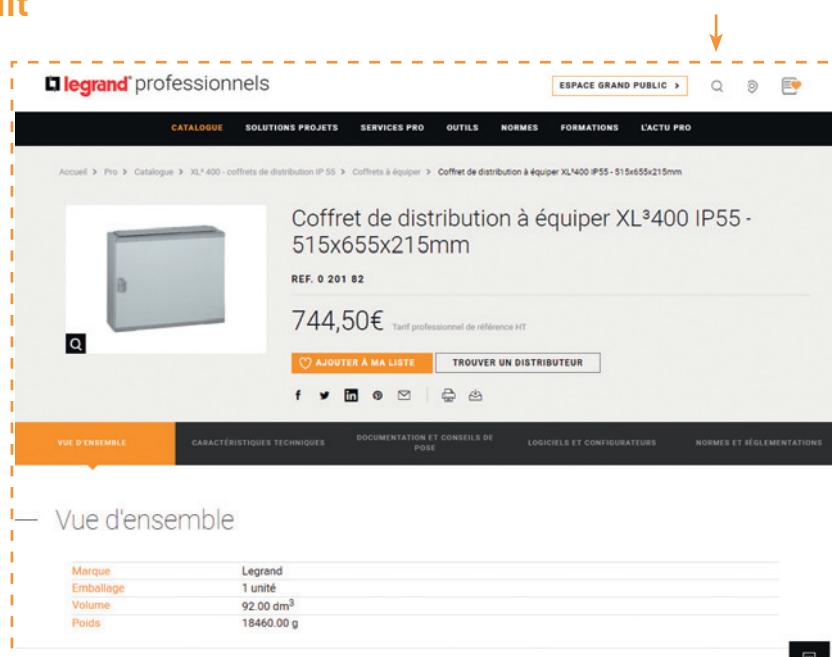 legrand® professionnels
ESPACE GRAND PUBLIC >
CATALOGUE SOLUTIONS PROJETS SERVICES PRO OUTILS NORMES FORMATIONS L'ACTU PRO
Accueil > Pro > Catalogue > XL³ 400 - coffrets de distribution IP 55 > Coffrets à équiper > Coffret de distribution à équiper XL³400 IP55 - 515x655x215mm
Coffret de distribution à équiper XL³400 IP55 -
515x655x215mm
REF. 0 201 82
744,50€ Tarif professionnel de référence HT
AJOUTER À MA LISTE TROUVER UN DISTRIBUTEUR
VUE D'ENSEMBLE CARACTÉRISTIQUES TECHNIQUES DOCUMENTATION ET CONSEILS DE POSE LOGICIELS ET CONFIGURATEURS NORMES ET RÉGLEMENTATIONS
Vue d'ensemble
Marque Legrand
Emballage 1 unité
Volume 92.00 dm³
Poids 18460.00 g